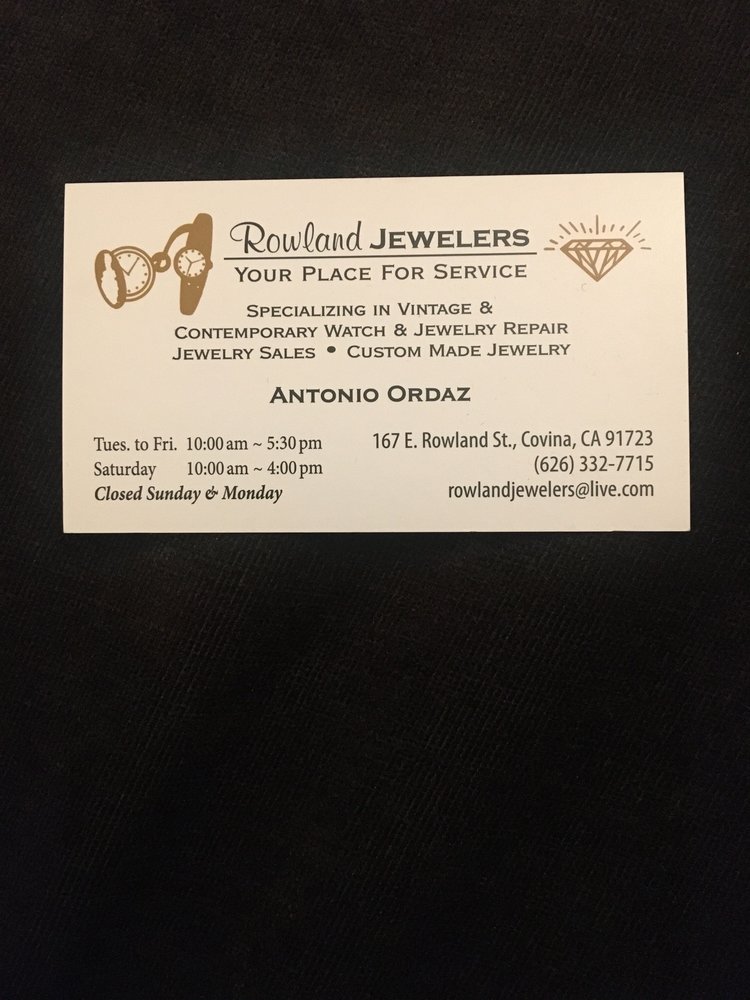 Rowland JEWELERS
YOUR PLACE FOR SERVICE
SPECIALIZING IN VINTAGE &
CONTEMPORARY WATCH & JEWELRY REPAIR
JEWELRY SALES • CUSTOM MADE JEWELRY
ANTONIO ORDAZ
Tues. to Fri. 10:00 am ~ 5:30 pm
Saturday 10:00 am ~ 4:00 pm
Closed Sunday & Monday
167 E. Rowland St., Covina, CA 91723
(626) 332-7715
rowlandjewelers@live.com